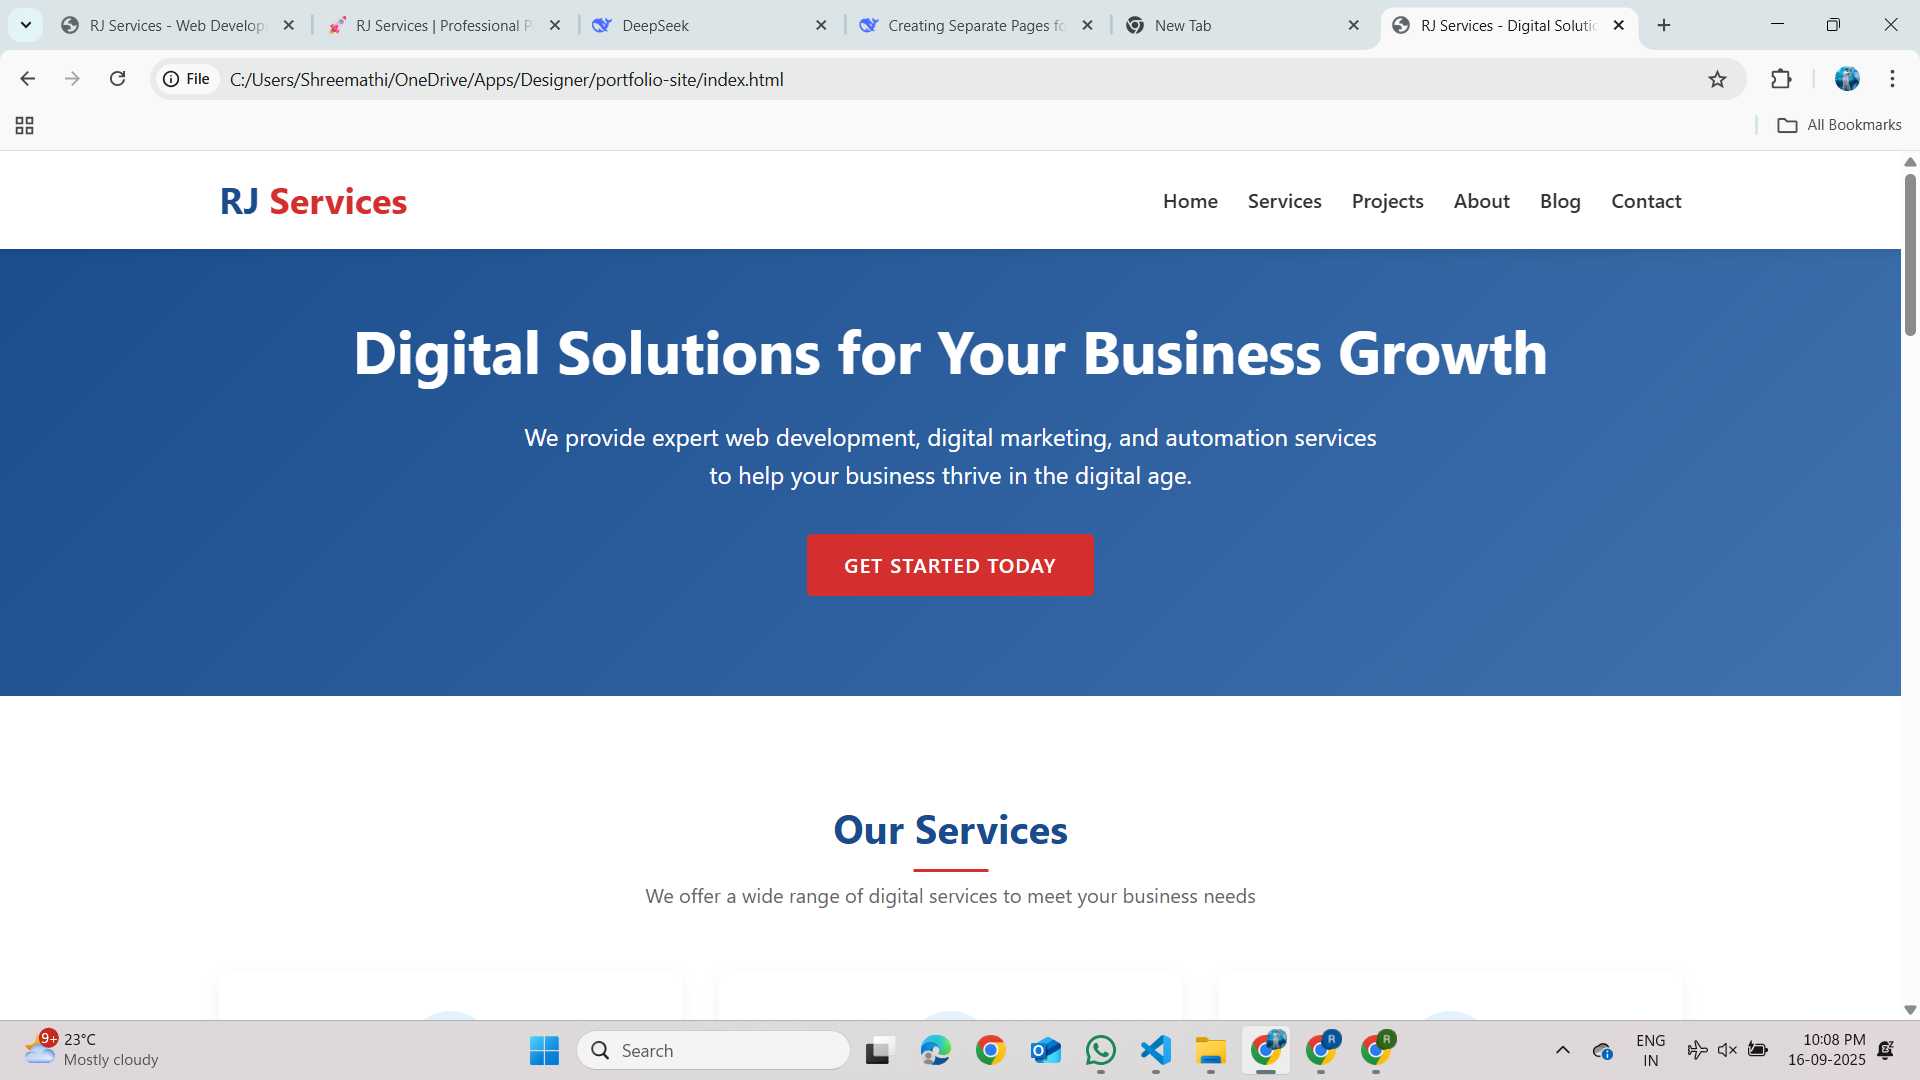 RJ Services - Web Develop
RJ Services | Professional P
DeepSeek
Creating Separate Pages fo
New Tab
RJ Services - Digital Solutic
File
C:/Users/Shreemathi/OneDrive/Apps/Designer/portfolio-site/index.html
All Bookmarks
RJ Services
Home Services Projects About Blog Contact
Digital Solutions for Your Business Growth
We provide expert web development, digital marketing, and automation services
to help your business thrive in the digital age.
GET STARTED TODAY
Our Services
We offer a wide range of digital services to meet your business needs
9+
23°C
Mostly cloudy
Search
R
R
ENG
IN
10:08 PM
16-09-2025